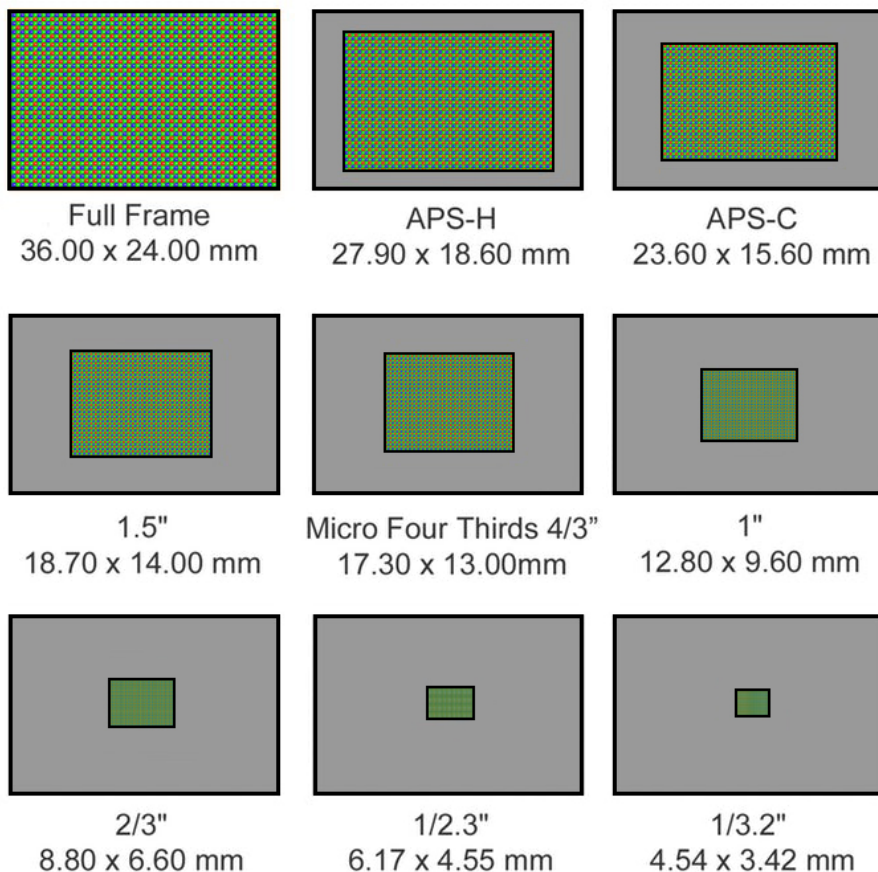 Full Frame
36.00 x 24.00 mm
APS-H
27.90 x 18.60 mm
APS-C
23.60 x 15.60 mm
1.5"
18.70 x 14.00 mm
Micro Four Thirds 4/3”
17.30 x 13.00mm
1"
12.80 x 9.60 mm
2/3"
8.80 x 6.60 mm
1/2.3"
6.17 x 4.55 mm
1/3.2"
4.54 x 3.42 mm